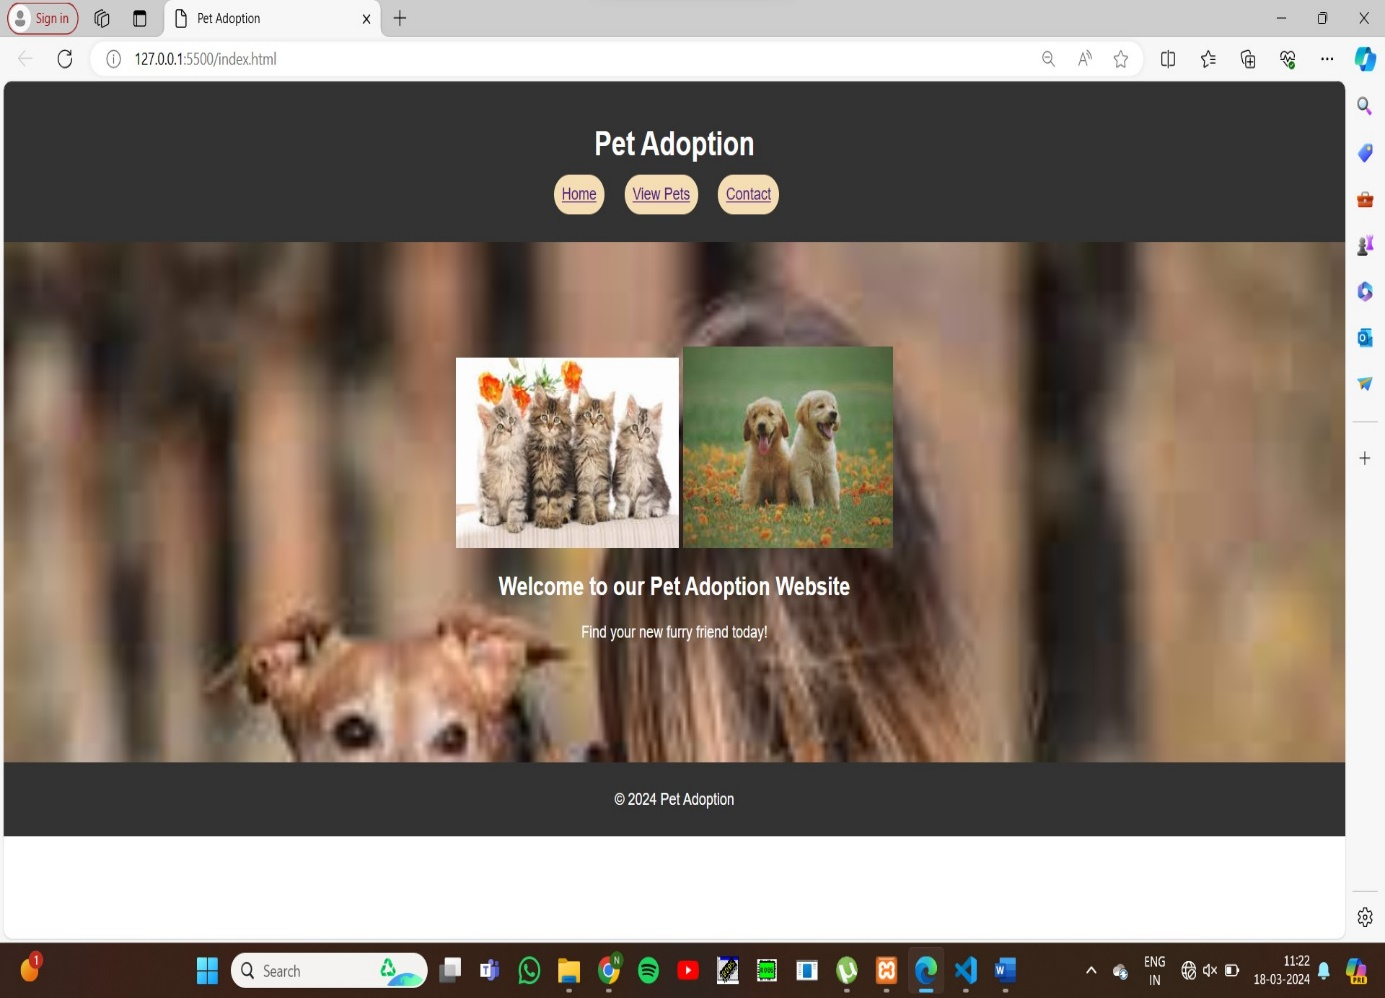 Sign in
Pet Adoption
127.0.0.1:5500/index.html
Pet Adoption
Home View Pets Contact
Welcome to our Pet Adoption Website
Find your new furry friend today!
© 2024 Pet Adoption
1
Search
ENG
IN
11:22
18-03-2024